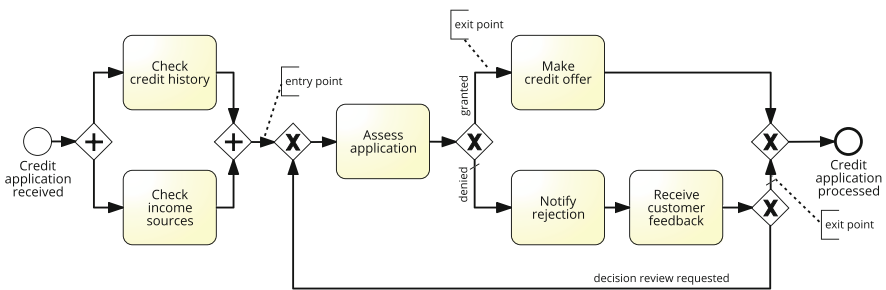 Credit
application
received
Check
credit history
Check
income
sources
entry point
Assess
application
exit point
granted
denied
Make
credit offer
Notify
rejection
Receive
customer
feedback
Credit
application
processed
exit point
decision review requested